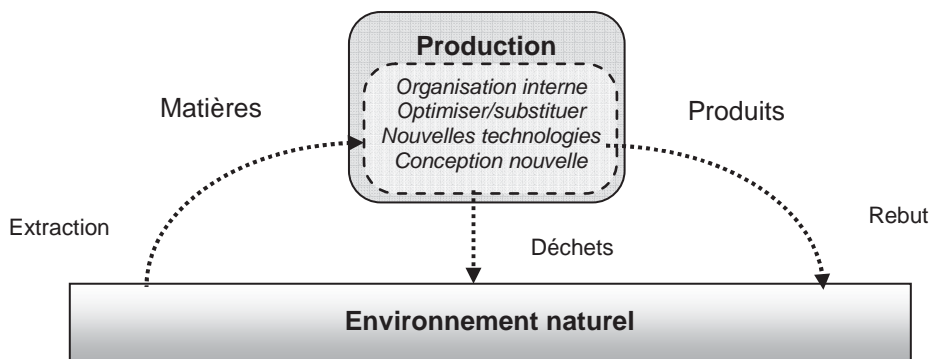 Production
Organisation interne
Optimiser/substituer
Nouvelles technologies
Conception nouvelle
Matières
Produits
Extraction
Rebut
Déchets
Environnement naturel